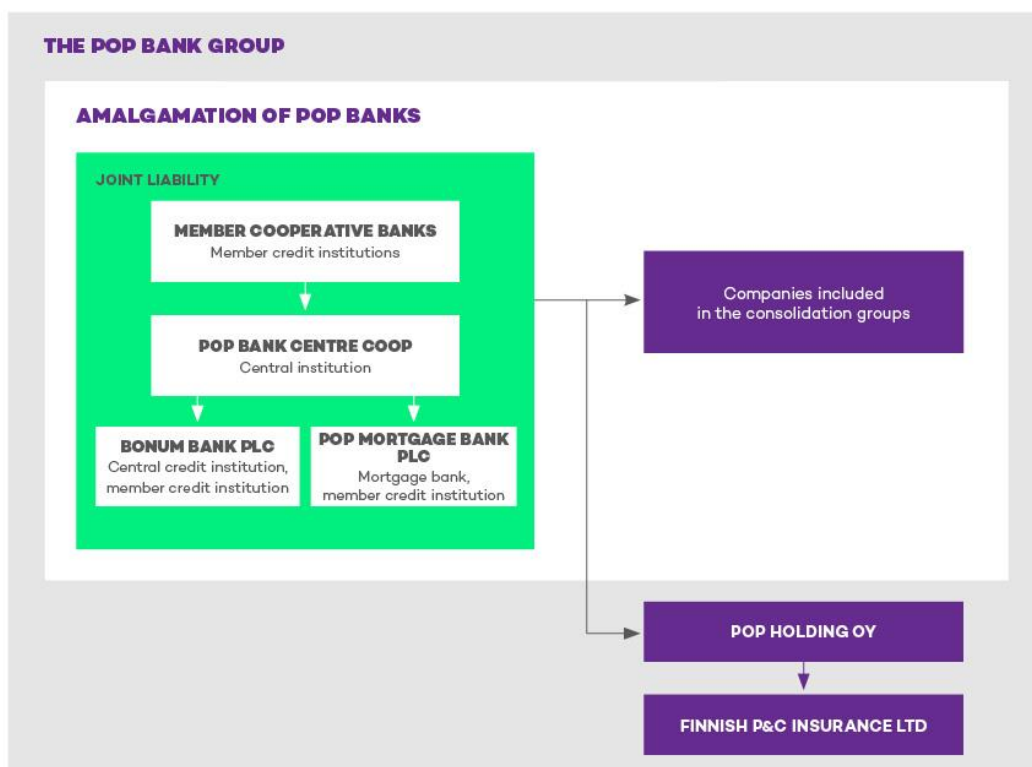 THE POP BANK GROUP
AMALGAMATION OF POP BANKS
JOINT LIABILITY
MEMBER COOPERATIVE BANKS
Member credit institutions
POP BANK CENTRE COOP
Central institution
BONUM BANK PLC
Central credit institution,
member credit institution
POP MORTGAGE BANK
PLC
Mortgage bank,
member credit institution
Companies included
in the consolidation groups
POP HOLDING OY
FINNISH P&C INSURANCE LTD